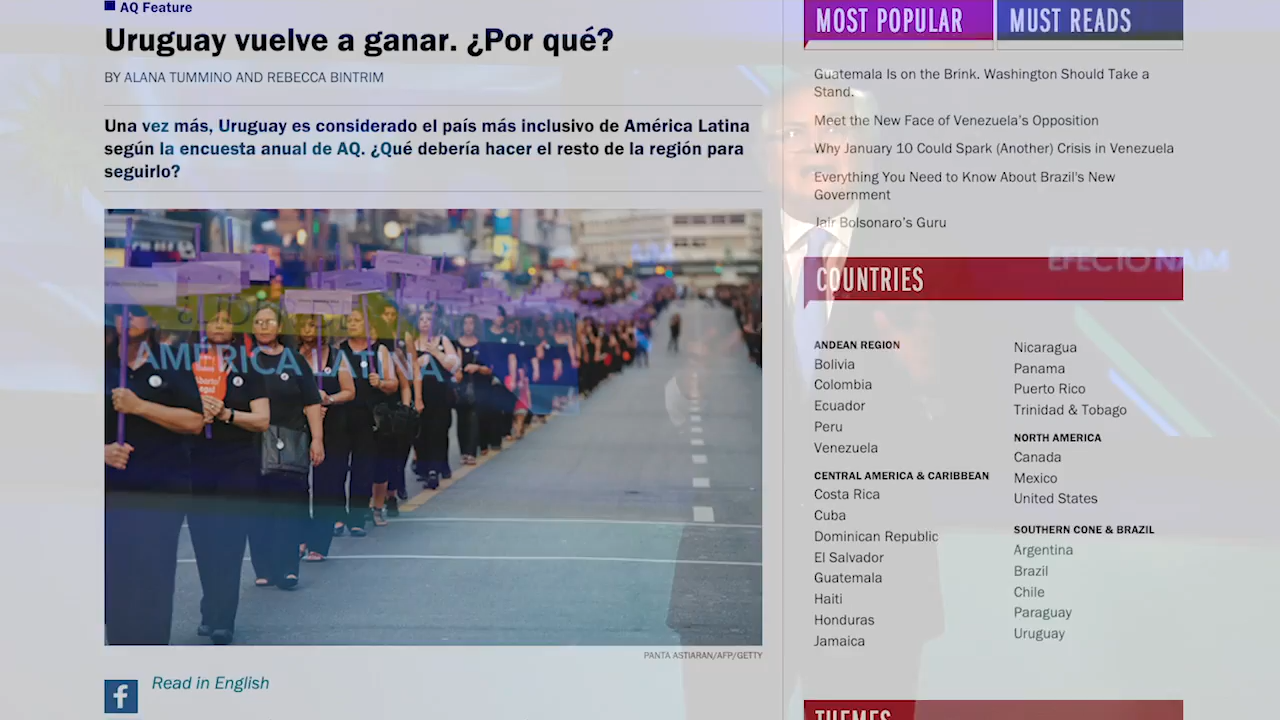 AQ Feature
Uruguay vuelve a ganar. ¿Por qué?
BY ALANA TUMMINO AND REBECCA BINTRIM
Una vez más, Uruguay es considerado el país más inclusivo de América Latina
según la encuesta anual de AQ. ¿Qué debería hacer el resto de la región para
seguirlo?
AMÉRICA LATINA?
PANTA ASTIARAN/AFP/GETTY
f
Read in English
MOST POPULAR
MUST READS
Guatemala Is on the Brink. Washington Should Take a
Stand.
Meet the New Face of Venezuela's Opposition
Why January 10 Could Spark (Another) Crisis in Venezuela
Everything You Need to Know About Brazil's New
Government
Jair Bolsonaro's Guru
EFECTO NAIM
COUNTRIES
ANDEAN REGION
Bolivia
Colombia
Ecuador
Peru
Venezuela
CENTRAL AMERICA & CARIBBEAN
Costa Rica
Cuba
Dominican Republic
El Salvador
Guatemala
Haiti
Honduras
Jamaica
Nicaragua
Panama
Puerto Rico
Trinidad & Tobago
NORTH AMERICA
Canada
Mexico
United States
SOUTHERN CONE & BRAZIL
Argentina
Brazil
Chile
Paraguay
Uruguay
THEMES